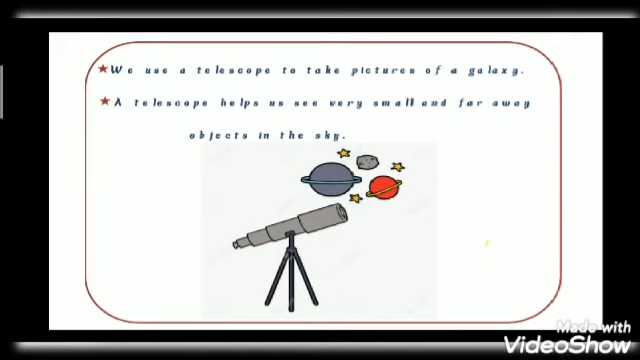 ★We use a telescope to take pictures of a galaxy.
★A telescope helps us see very small and far away
objects in the sky.
Made with
VideoShow